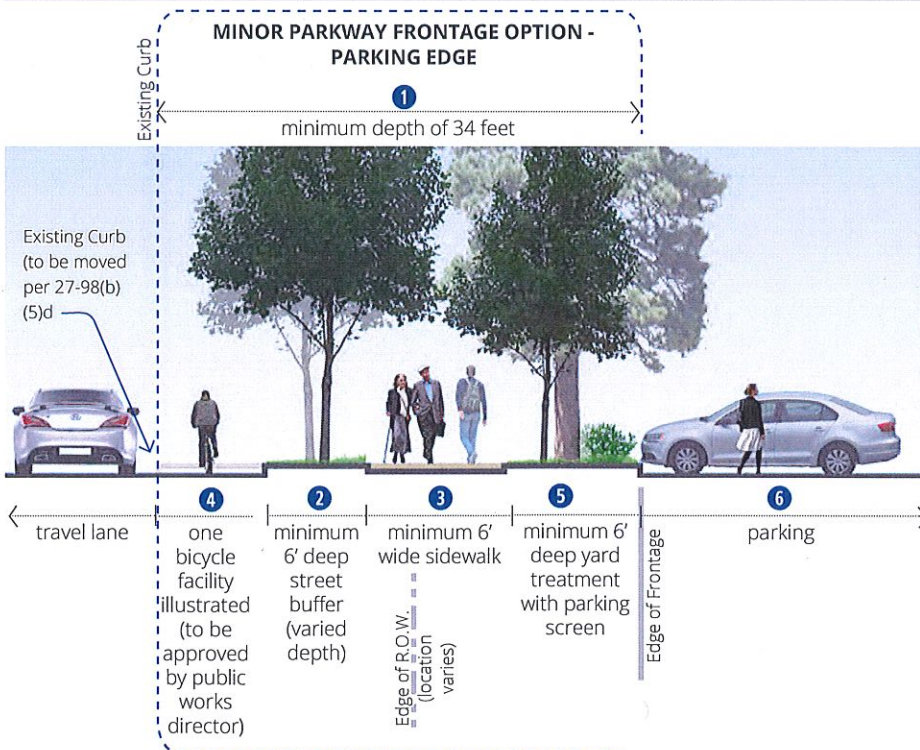 MINOR PARKWAY FRONTAGE OPTION -
PARKING EDGE
Existing Curb
1
minimum depth of 34 feet
Existing Curb
(to be moved
per 27-98(b)
(5)d
travel lane
4
one
bicycle
facility
illustrated
(to be
approved
by public
works
director)
2
minimum
6' deep
street
buffer
(varied
depth)
3
minimum 6'
wide sidewalk
Edge of R.O.W.
(location
varies)
5
minimum 6'
deep yard
treatment
with parking
screen
Edge of Frontage
6
parking